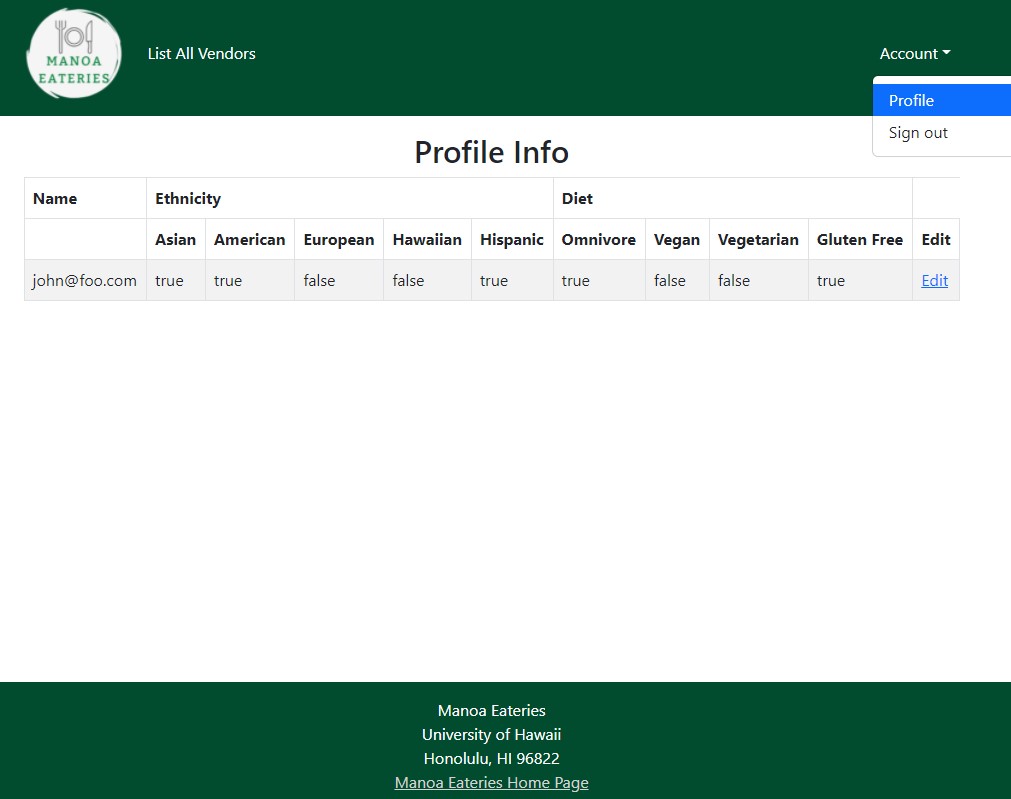 MANOA
EATERIES
List All Vendors
Account
Profile
Sign out
Profile Info
Name Ethnicity Diet
Asian American European Hawaiian Hispanic Omnivore Vegan Vegetarian Gluten Free Edit
john@foo.com true true false false true true false false true Edit
Manoa Eateries
University of Hawaii
Honolulu, HI 96822
Manoa Eateries Home Page